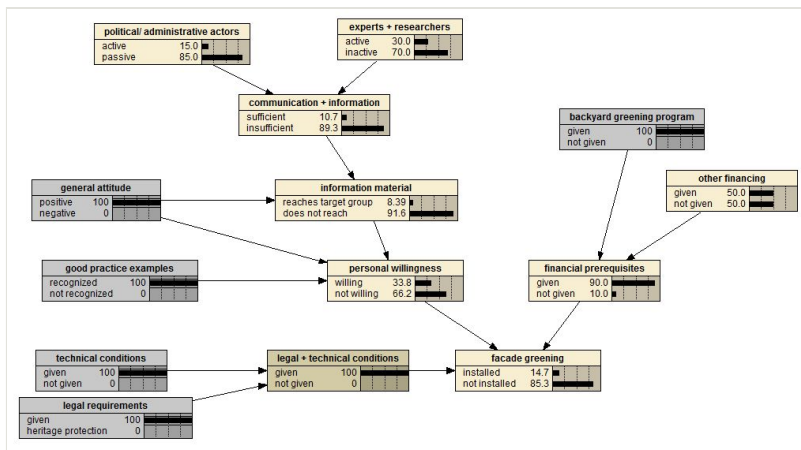 political/ administrative actors
active 15.0
passive 85.0
experts + researchers
active 30.0
inactive 70.0
communication + information
sufficient 10.7
insufficient 89.3
backyard greening program
given 100
not given 0
general attitude
positive 100
negative 0
information material
reaches target group 8.39
does not reach 91.6
other financing
given 50.0
not given 50.0
good practice examples
recognized 100
not recognized 0
personal willingness
willing 33.8
not willing 66.2
financial prerequisites
given 90.0
not given 10.0
technical conditions
given 100
not given 0
legal + technical conditions
given 100
not given 0
facade greening
installed 14.7
not installed 85.3
legal requirements
given 100
heritage protection 0